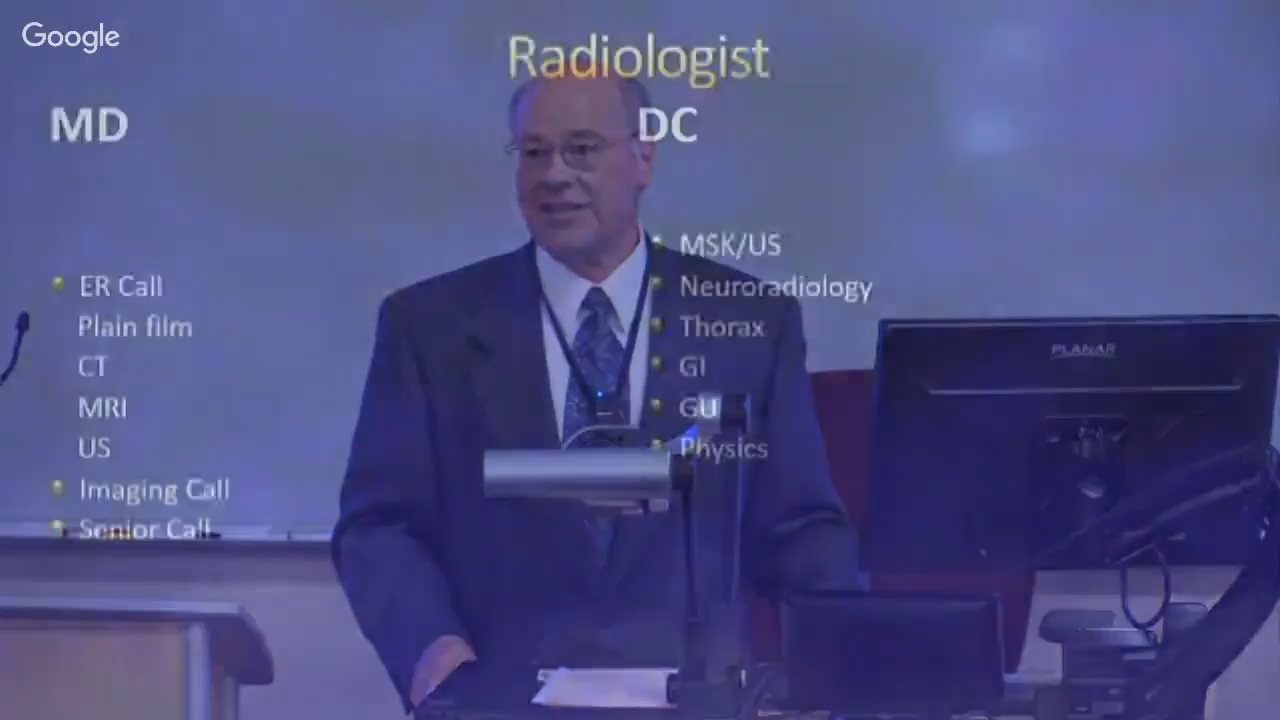 Google
Radiologist
MD
DC
ER Call
Plain film
CT
MRI
US
Imaging Call
Senior Call
MSK/US
Neuroradiology
Thorax
GI
GU
Physics
PLANAR